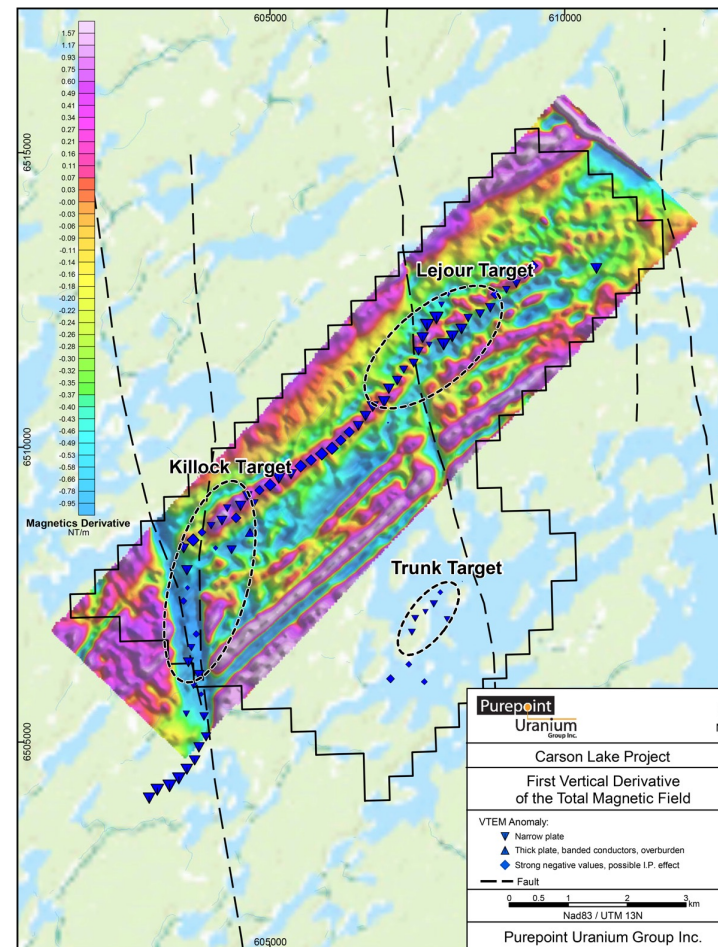 605000
610000
6515000
6510000
6505000
605000
1.57
1.17
0.93
0.75
0.60
0.49
0.41
0.34
0.27
0.21
0.16
0.11
0.07
0.03
-0.00
-0.03
-0.06
-0.09
-0.11
-0.14
-0.16
-0.18
-0.20
-0.22
-0.24
-0.26
-0.28
-0.30
-0.32
-0.35
-0.37
-0.40
-0.43
-0.46
-0.49
-0.53
-0.58
-0.66
-0.78
-0.95
Magnetics Derivative
NT/m
Lejour Target
Killock Target
Trunk Target
Purepoint
Uranium
Group Inc.
N
Carson Lake Project
First Vertical Derivative
of the Total Magnetic Field
VTEM Anomaly:
Narrow plate
Thick plate, banded conductors, overburden
Strong negative values, possible I.P. effect
Fault
0 0.5 1 2 3
km
Nad83 / UTM 13N
Purepoint Uranium Group Inc.